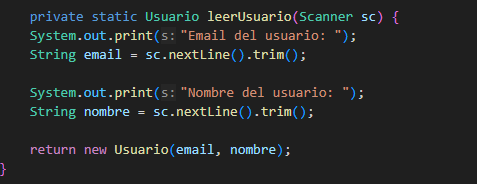 private static Usuario leerUsuario(Scanner sc) {
System.out.print(s:"Email del usuario: ");
String email = sc.nextLine().trim();
System.out.print(s:"Nombre del usuario: ");
String nombre = sc.nextLine().trim();
return new Usuario(email, nombre);
}